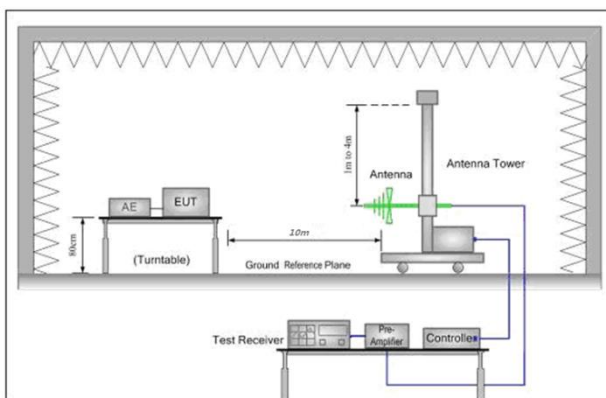 1m to 4m
Antenna
Antenna Tower
AE
EUT
80cm
(Turntable)
10m
Ground Reference Plane
Test Receiver
Pre-
Amplifier
Controller